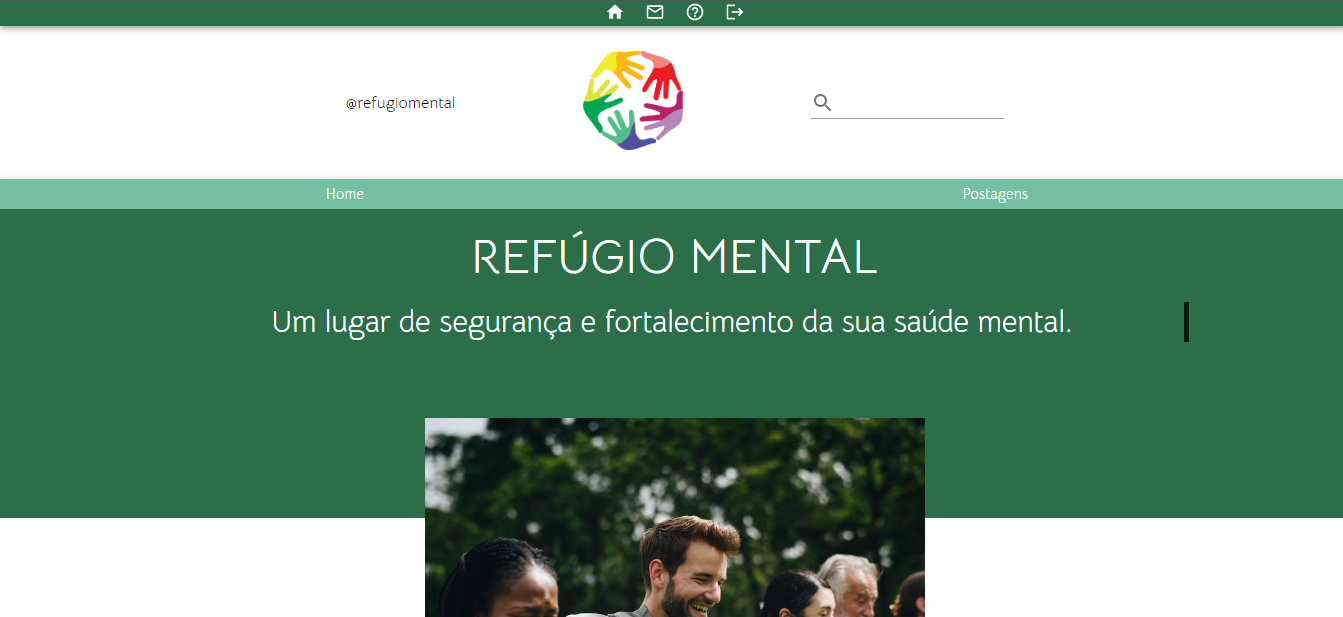 @refugiomental
Home
Postagens
REFÚGIO MENTAL
Um lugar de segurança e fortalecimento da sua saúde mental.